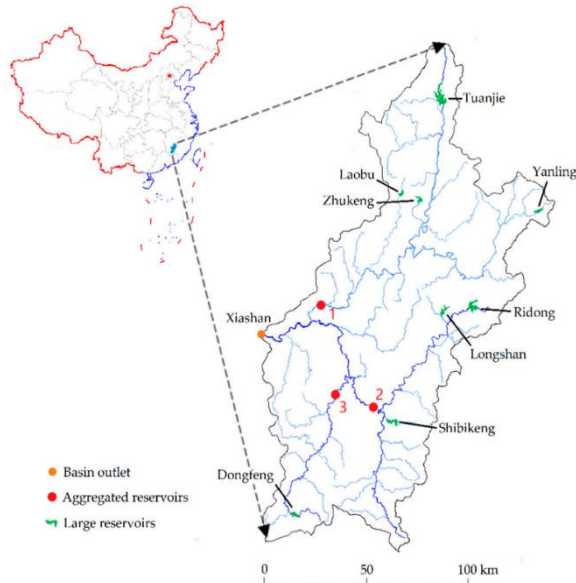 Tuanjie
Laobu
Yanling
Zhukeng
1
Xiashan
Ridong
Longshan
2
3
Shibikeng
Dongfeng
Basin outlet
Aggregated reservoirs
Large reservoirs
0 50 100 km